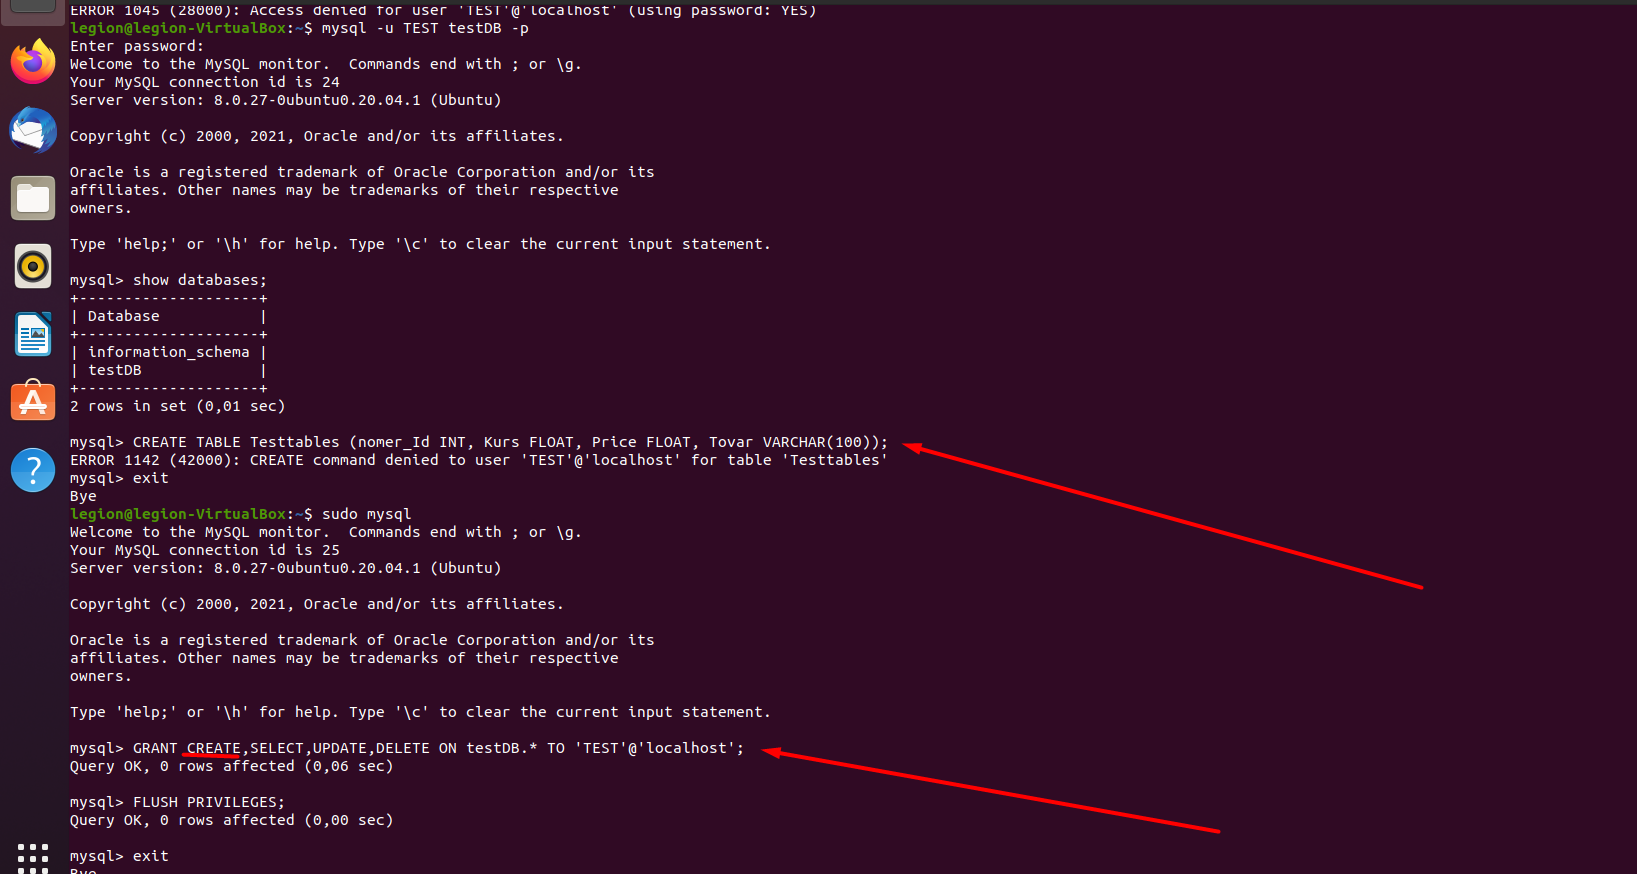 ERROR 1045 (28000): Access denied for user 'TEST'@'localhost' (using password: YES)
legion@legion-VirtualBox:~$ mysql -u TEST testDB -p
Enter password:
Welcome to the MySQL monitor.  Commands end with ; or \g.
Your MySQL connection id is 24
Server version: 8.0.27-0ubuntu0.20.04.1 (Ubuntu)
Copyright (c) 2000, 2021, Oracle and/or its affiliates.
Oracle is a registered trademark of Oracle Corporation and/or its
affiliates. Other names may be trademarks of their respective
owners.
Type 'help;' or '\h' for help. Type '\c' to clear the current input statement.
mysql> show databases;
+--------------------+
| Database           |
+--------------------+
| information_schema |
| testDB             |
+--------------------+
2 rows in set (0,01 sec)
mysql> CREATE TABLE Testtables (nomer_Id INT, Kurs FLOAT, Price FLOAT, Tovar VARCHAR(100));
ERROR 1142 (42000): CREATE command denied to user 'TEST'@'localhost' for table 'Testtables'
mysql> exit
Bye
legion@legion-VirtualBox:~$ sudo mysql
Welcome to the MySQL monitor.  Commands end with ; or \g.
Your MySQL connection id is 25
Server version: 8.0.27-0ubuntu0.20.04.1 (Ubuntu)
Copyright (c) 2000, 2021, Oracle and/or its affiliates.
Oracle is a registered trademark of Oracle Corporation and/or its
affiliates. Other names may be trademarks of their respective
owners.
Type 'help;' or '\h' for help. Type '\c' to clear the current input statement.
mysql> GRANT CREATE,SELECT,UPDATE,DELETE ON testDB.* TO 'TEST'@'localhost';
Query OK, 0 rows affected (0,06 sec)
mysql> FLUSH PRIVILEGES;
Query OK, 0 rows affected (0,00 sec)
mysql> exit
Bye